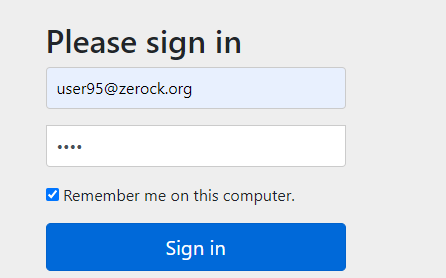 Please sign in
user95@zerock.org
••••
Remember me on this computer.
Sign in